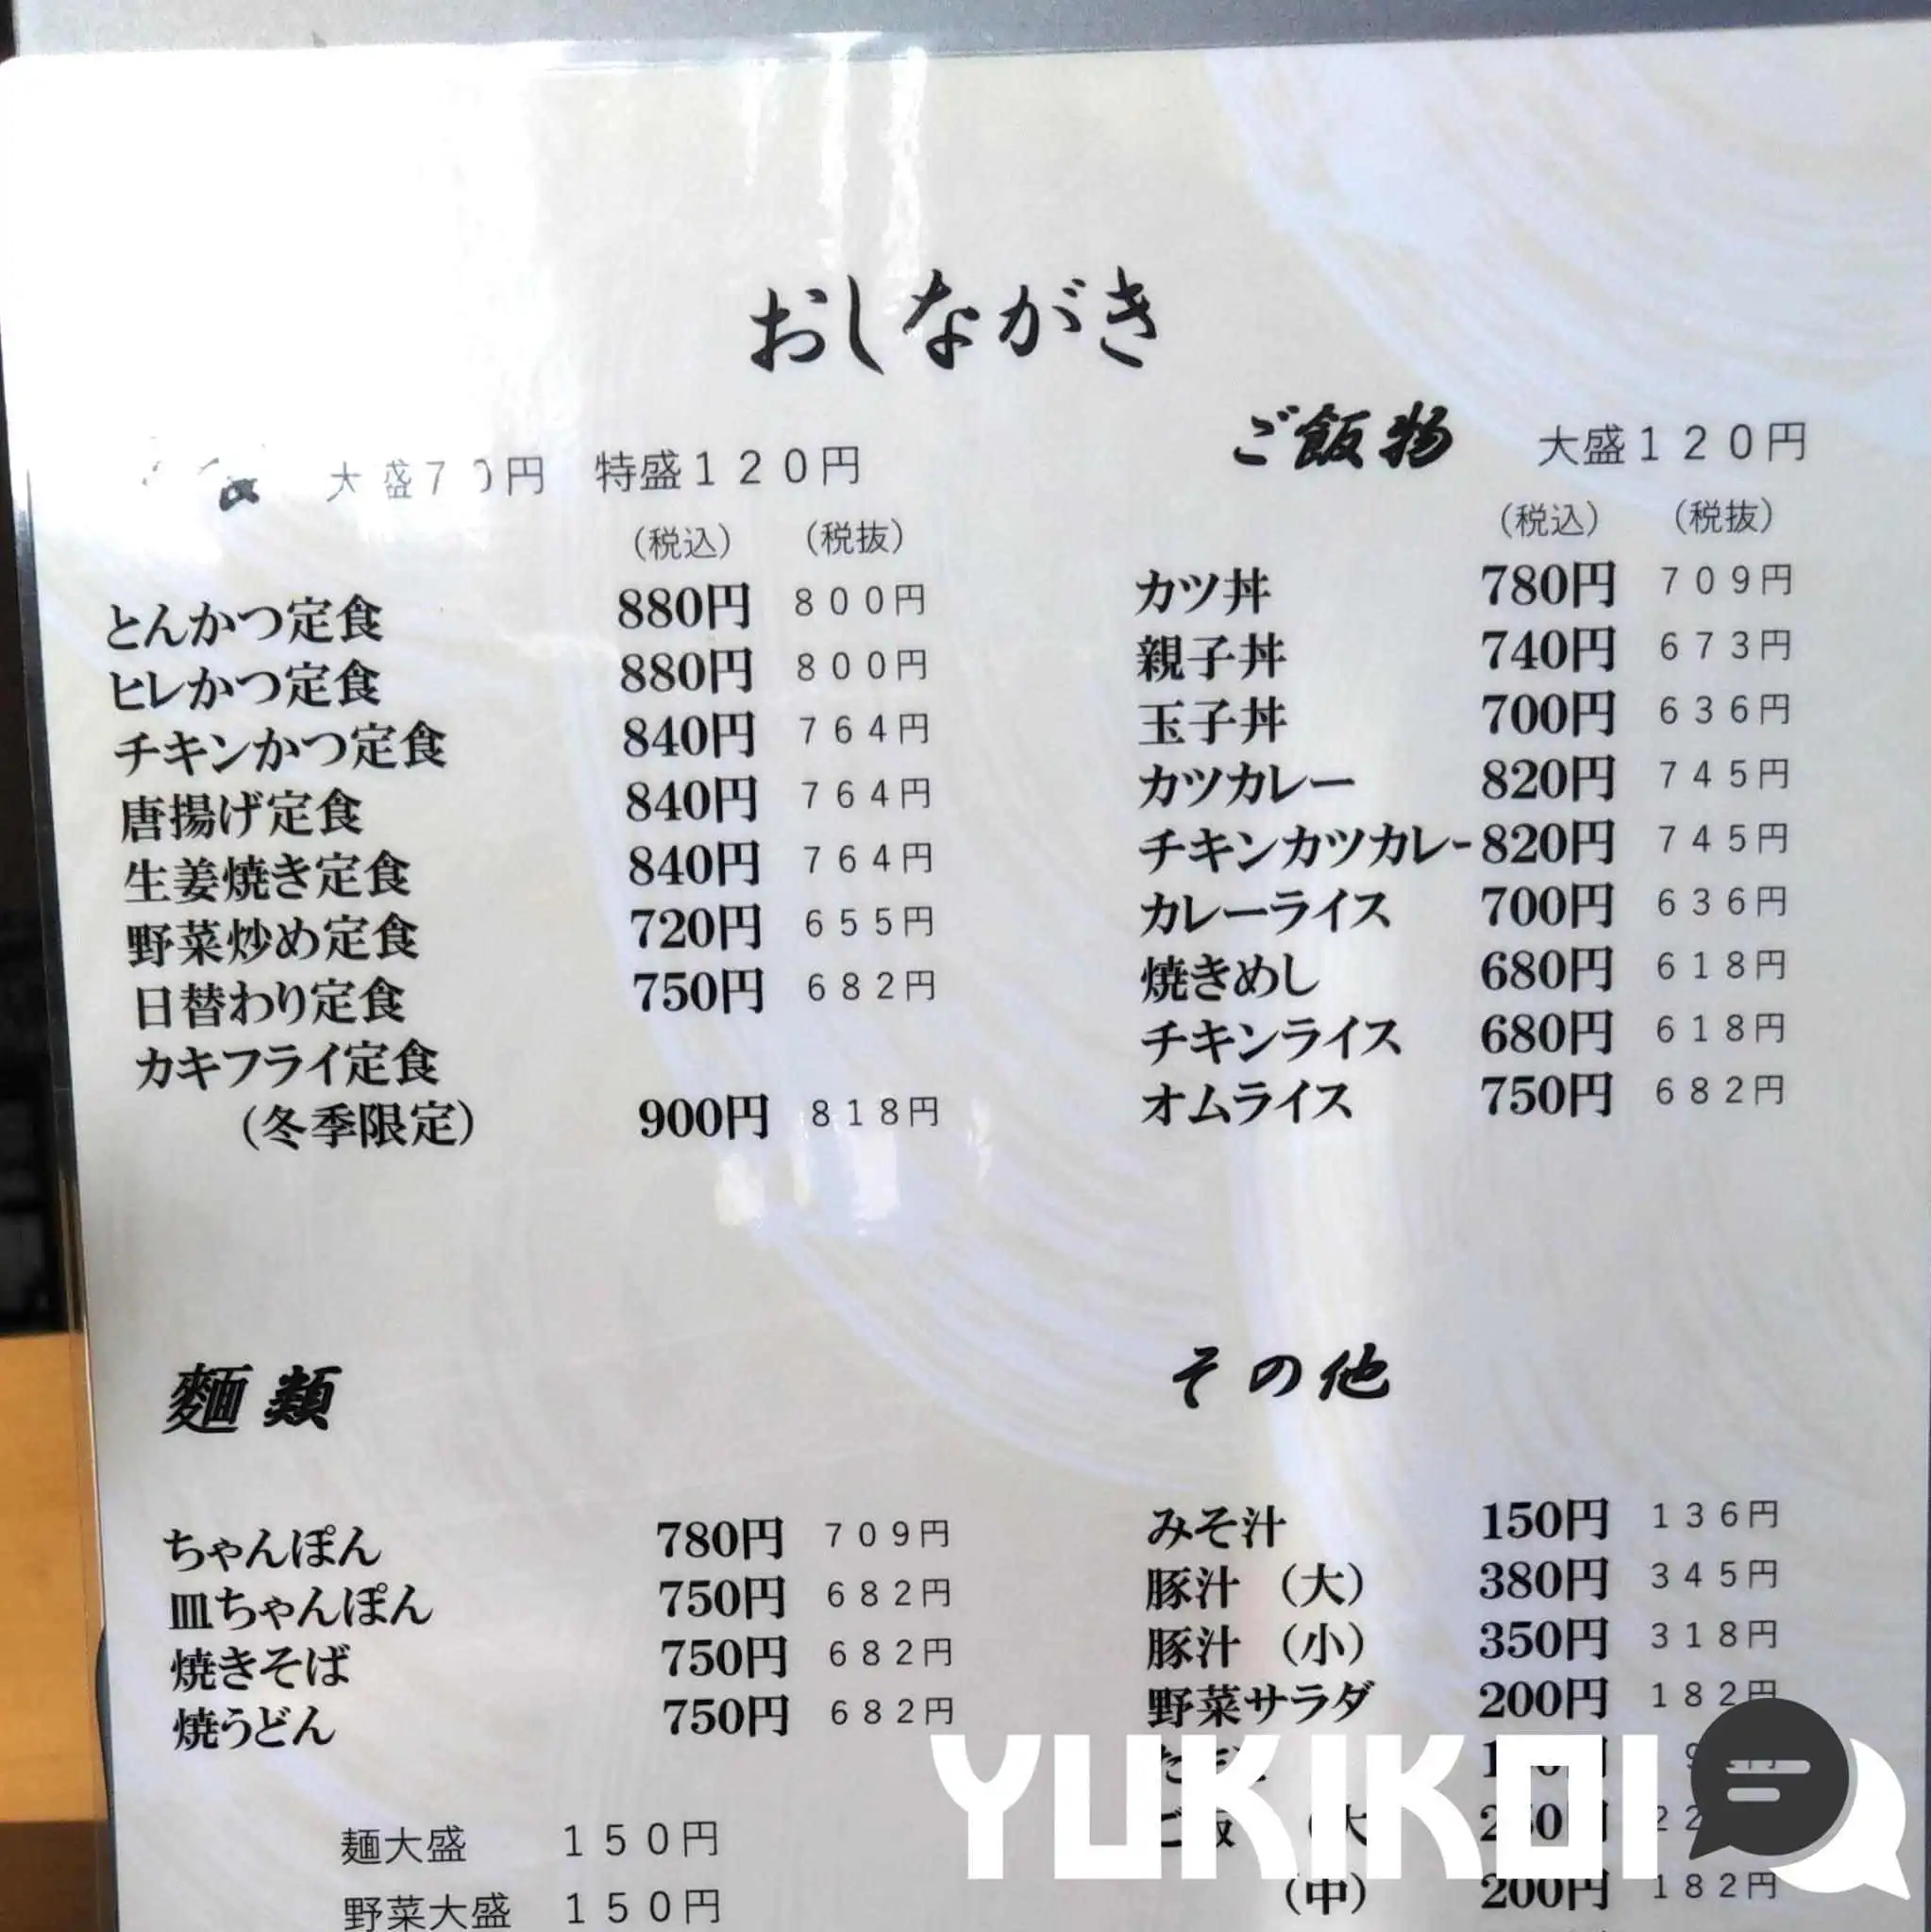 おしながき
大盛70円 特盛120円
(税込) (税抜)
とんかつ定食 880円 800円
ヒレかつ定食 880円 800円
チキンかつ定食 840円 764円
唐揚げ定食 840円 764円
生姜焼き定食 840円 764円
野菜炒め定食 720円 655円
日替わり定食 750円 682円
カキフライ定食
(冬季限定) 900円 818円
ご飯物 大盛120円
(税込) (税抜)
カツ丼 780円 709円
親子丼 740円 673円
玉子丼 700円 636円
カツカレー 820円 745円
チキンカツカレー 820円 745円
カレーライス 700円 636円
焼きめし 680円 618円
チキンライス 680円 618円
オムライス 750円 682円
麺類
ちゃんぽん 780円 709円
皿ちゃんぽん 750円 682円
焼きそば 750円 682円
焼うどん 750円 682円
麺大盛 150円
野菜大盛 150円
その他
みそ汁 150円 136円
豚汁 (大) 380円 345円
豚汁 (小) 350円 318円
野菜サラダ 200円 182円
(中) 200円 182円
YUKIKOI